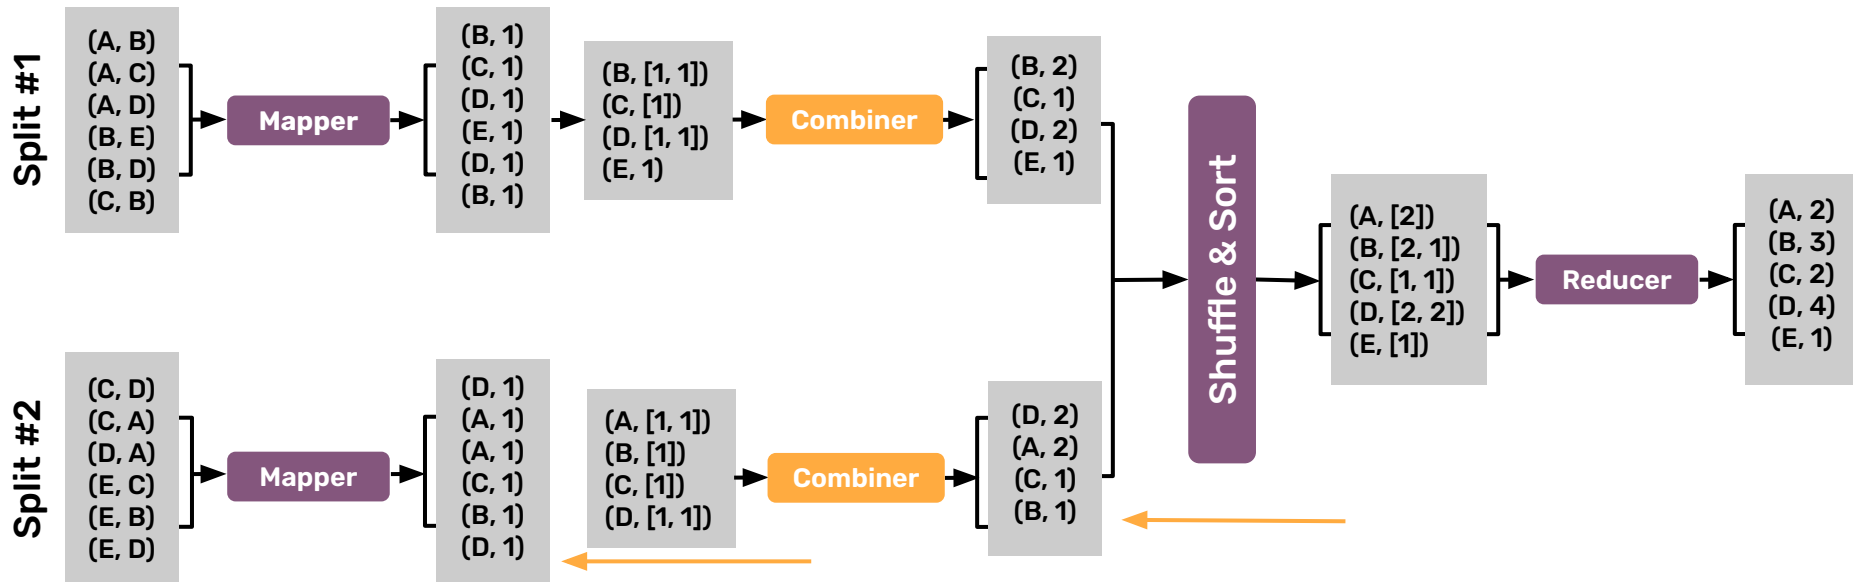 Split #1
(A, B)
(A, C)
(A, D)
(B, E)
(B, D)
(C, B)
Mapper
(B, 1)
(C, 1)
(D, 1)
(E, 1)
(D, 1)
(B, 1)
(B, [1, 1])
(C, [1])
(D, [1, 1])
(E, 1)
Combiner
(B, 2)
(C, 1)
(D, 2)
(E, 1)
Split #2
(C, D)
(C, A)
(D, A)
(E, C)
(E, B)
(E, D)
Mapper
(D, 1)
(A, 1)
(A, 1)
(C, 1)
(B, 1)
(D, 1)
(A, [1, 1])
(B, [1])
(C, [1])
(D, [1, 1])
Combiner
(D, 2)
(A, 2)
(C, 1)
(B, 1)
Shuffle & Sort
(A, [2])
(B, [2, 1])
(C, [1, 1])
(D, [2, 2])
(E, [1])
Reducer
(A, 2)
(B, 3)
(C, 2)
(D, 4)
(E, 1)